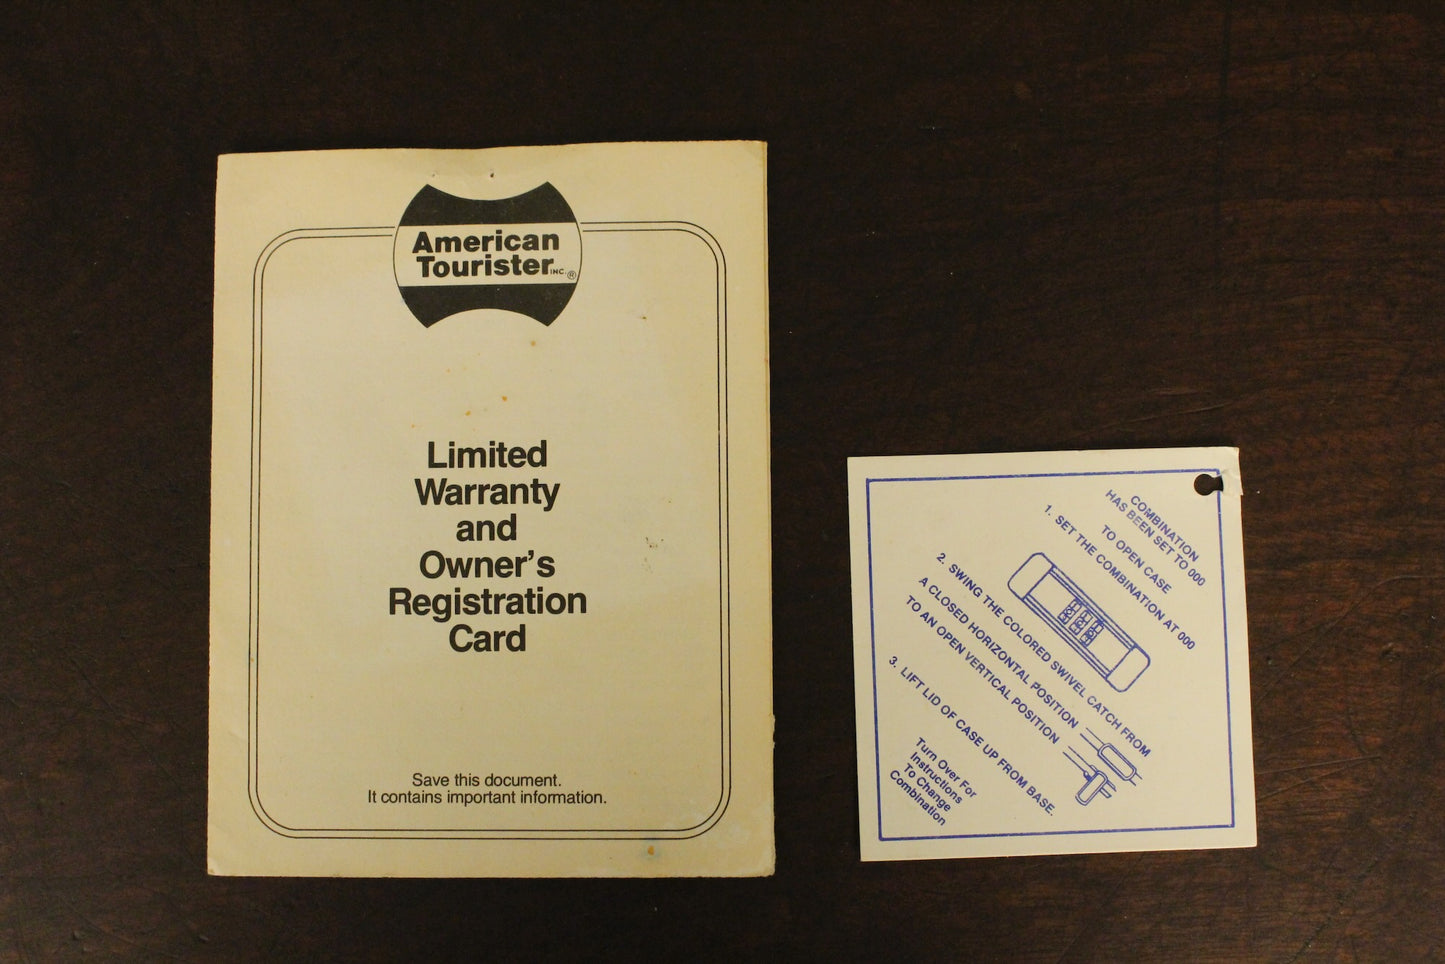 American
Tourister INC.®
Limited
Warranty
and
Owner's
Registration
Card
Save this document.
It contains important information.
COMBINATION
HAS BEEN SET TO 000
TO OPEN CASE
1. SET THE COMBINATION AT 000
2. SWING THE COLORED SWIVEL CATCH FROM
A CLOSED HORIZONTAL POSITION
TO AN OPEN VERTICAL POSITION
3. LIFT LID OF CASE UP FROM BASE.
Turn Over For
Instructions
To Change
Combination